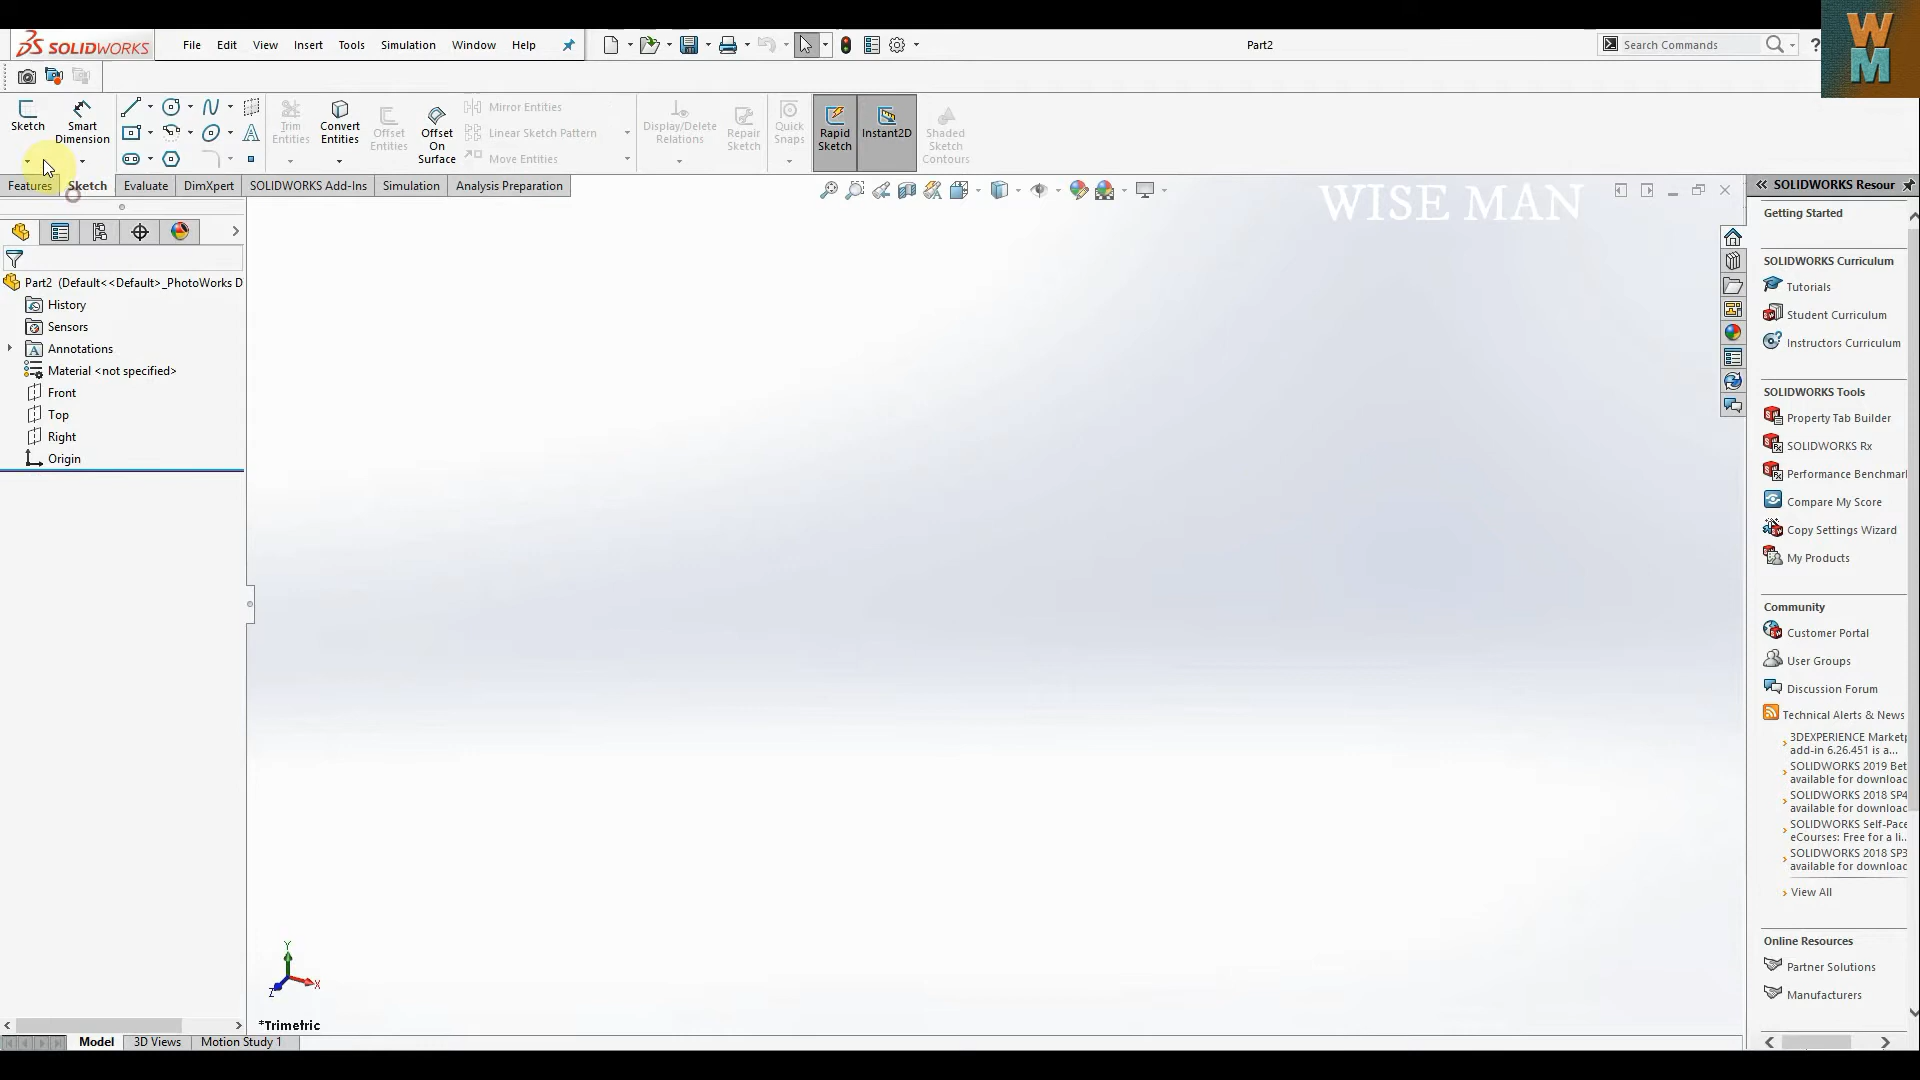 SOLIDWORKS File Edit View Insert Tools Simulation Window Help Part2 Search Commands ? WM
Sketch Smart Dimension Trim Entities Convert Entities Offset Entities Offset On Surface Mirror Entities Linear Sketch Pattern Move Entities Display/Delete Relations Repair Sketch Quick Snaps Rapid Sketch Instant2D Shaded Sketch Contours
Features Sketch Evaluate DimXpert SOLIDWORKS Add-Ins Simulation Analysis Preparation
WISE MAN
SOLIDWORKS Resour
Part2 (Default<<Default>_PhotoWorks D
History
Sensors
Annotations
Material <not specified>
Front
Top
Right
Origin
Getting Started
SOLIDWORKS Curriculum
Tutorials
Student Curriculum
Instructors Curriculum
SOLIDWORKS Tools
Property Tab Builder
SOLIDWORKS Rx
Performance Benchmar
Compare My Score
Copy Settings Wizard
My Products
Community
Customer Portal
User Groups
Discussion Forum
Technical Alerts & News
3DEXPERIENCE Marketp
add-in 6.26.451 is a...
SOLIDWORKS 2019 Bet
available for downloac
SOLIDWORKS 2018 SP4
available for downloac
SOLIDWORKS Self-Pace
eCourses: Free for a li...
SOLIDWORKS 2018 SP3
available for downloac
View All
Online Resources
Partner Solutions
Manufacturers
Y
X
Z
*Trimetric
Model 3D Views Motion Study 1